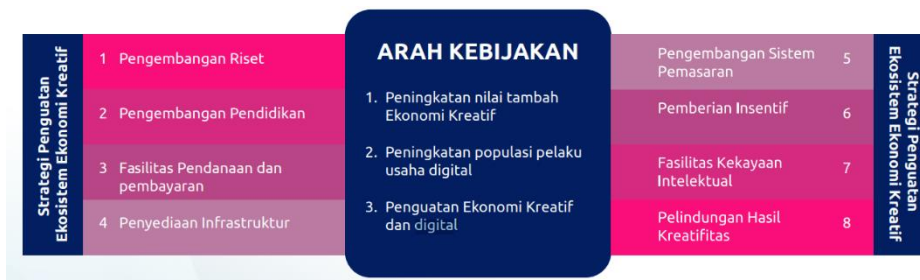 Strategi Penguatan
Ekosistem Ekonomi Kreatif
1 Pengembangan Riset
2 Pengembangan Pendidikan
3 Fasilitas Pendanaan dan
pembayaran
4 Penyediaan Infrastruktur
ARAH KEBIJAKAN
1. Peningkatan nilai tambah
Ekonomi Kreatif
2. Peningkatan populasi pelaku
usaha digital
3. Penguatan Ekonomi Kreatif
dan digital
Pengembangan Sistem
Pemasaran 5
Pemberian Insentif 6
Fasilitas Kekayaan
Intelektual 7
Pelindungan Hasil
Kreatifitas 8
Strategi Penguatan
Ekosistem Ekonomi Kreatif